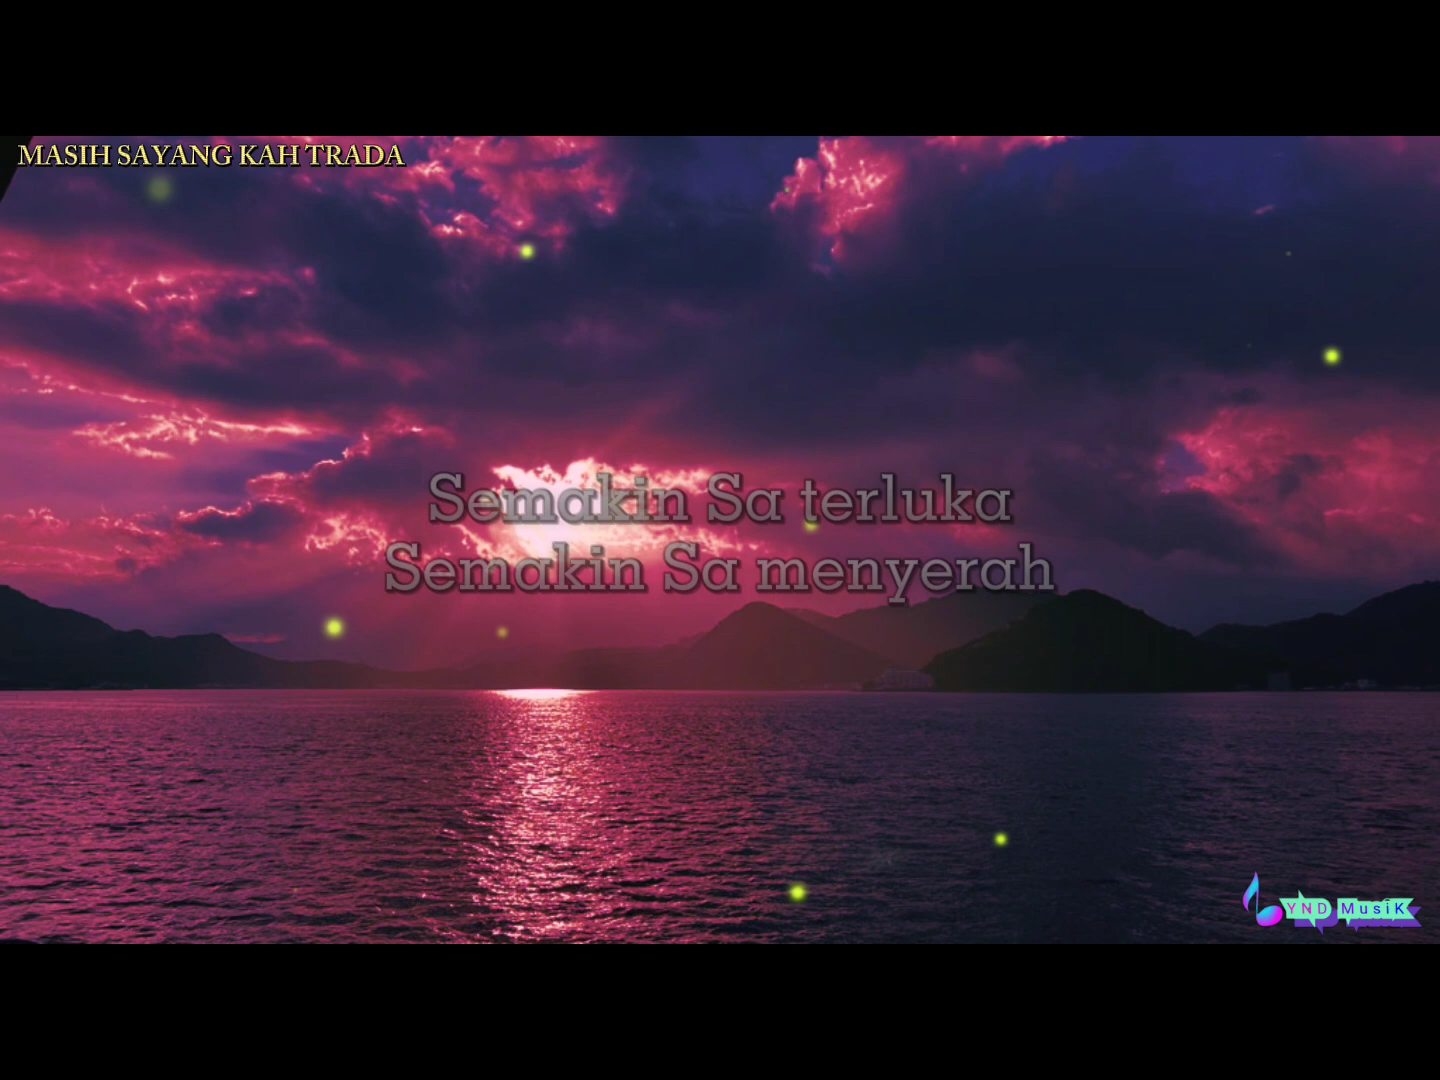 MASIH SAYANG KAH TRADA
Semakin Sa terluka
Semakin Sa menyerah
YND MusiK